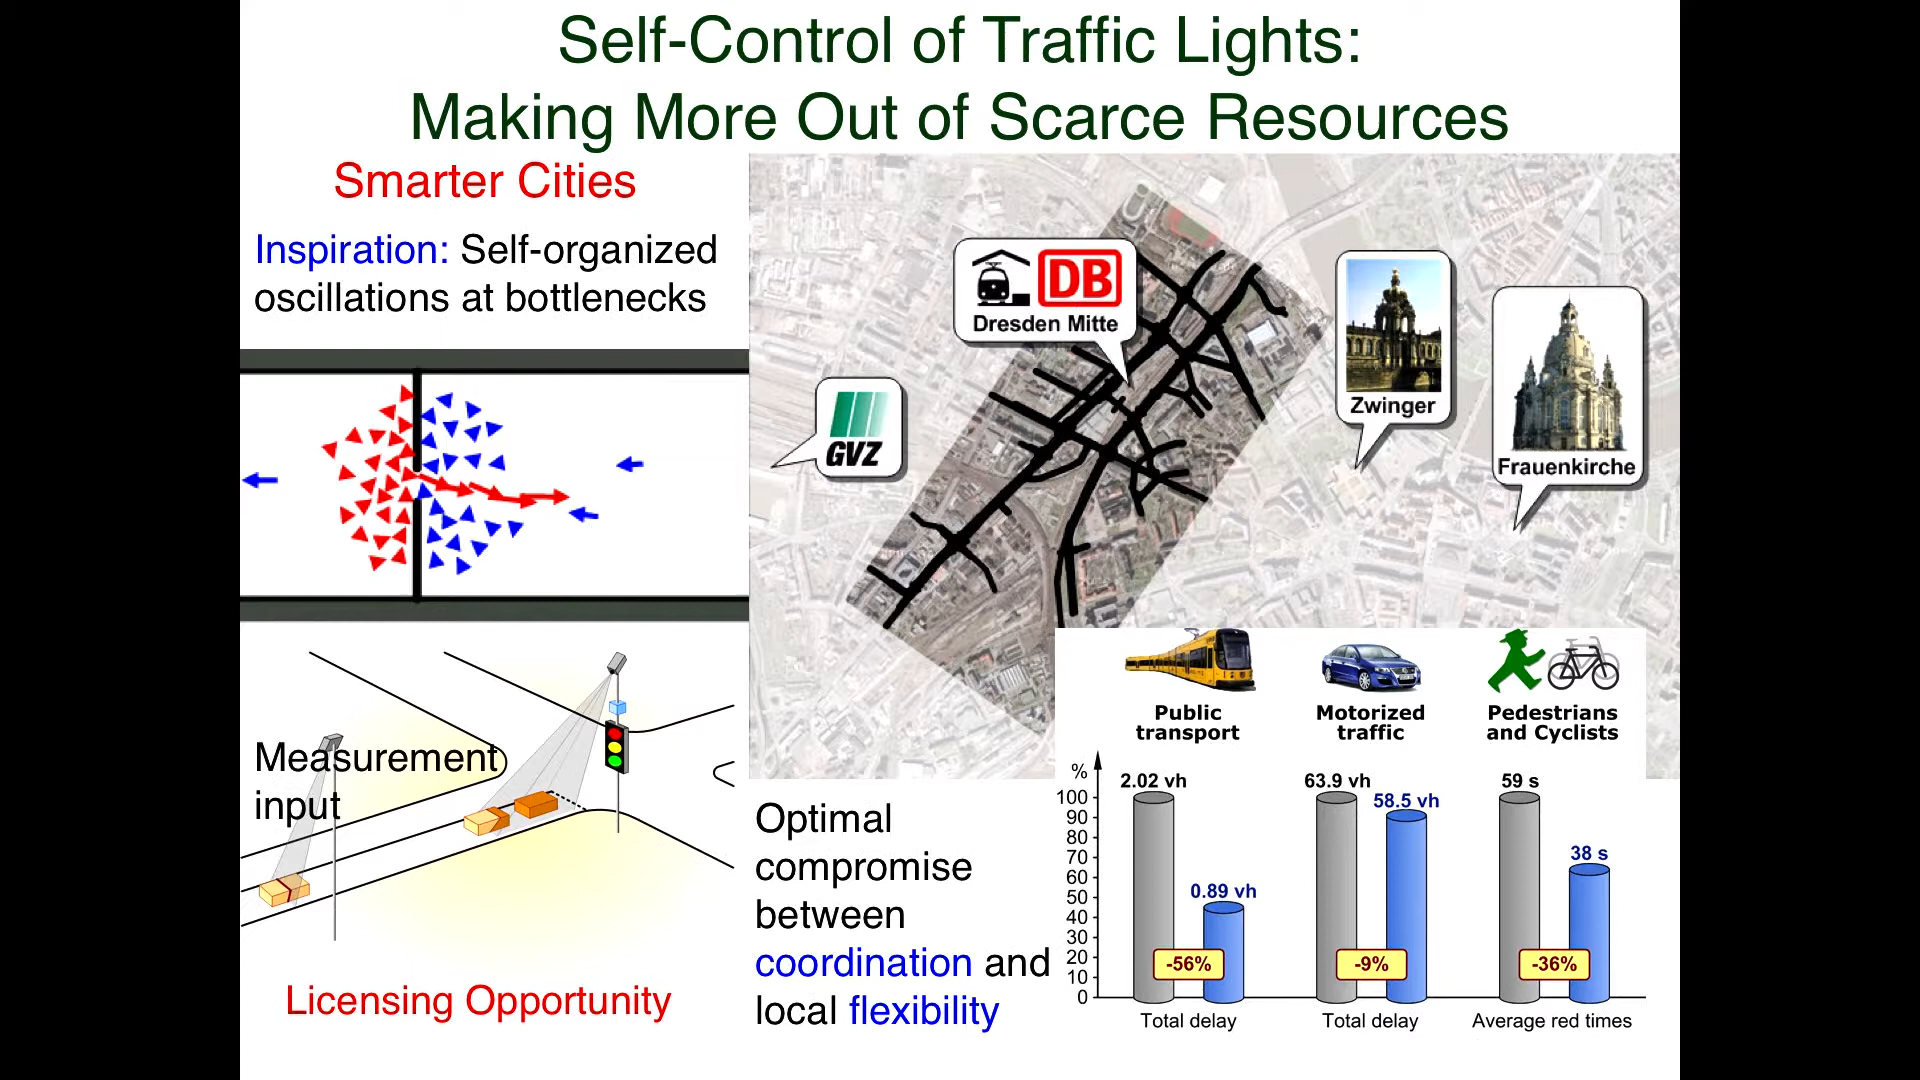 Self-Control of Traffic Lights:
Making More Out of Scarce Resources
Smarter Cities
Inspiration: Self-organized
oscillations at bottlenecks
DB
Dresden Mitte
GVZ
Zwinger
Frauenkirche
Measurement
input
Licensing Opportunity
Optimal
compromise
between
coordination and
local flexibility
Public
transport
Motorized
traffic
Pedestrians
and Cyclists
%
100
90
80
70
60
50
40
30
20
10
0
2.02 vh
0.89 vh
-56%
Total delay
63.9 vh
58.5 vh
-9%
Total delay
59 s
38 s
-36%
Average red times